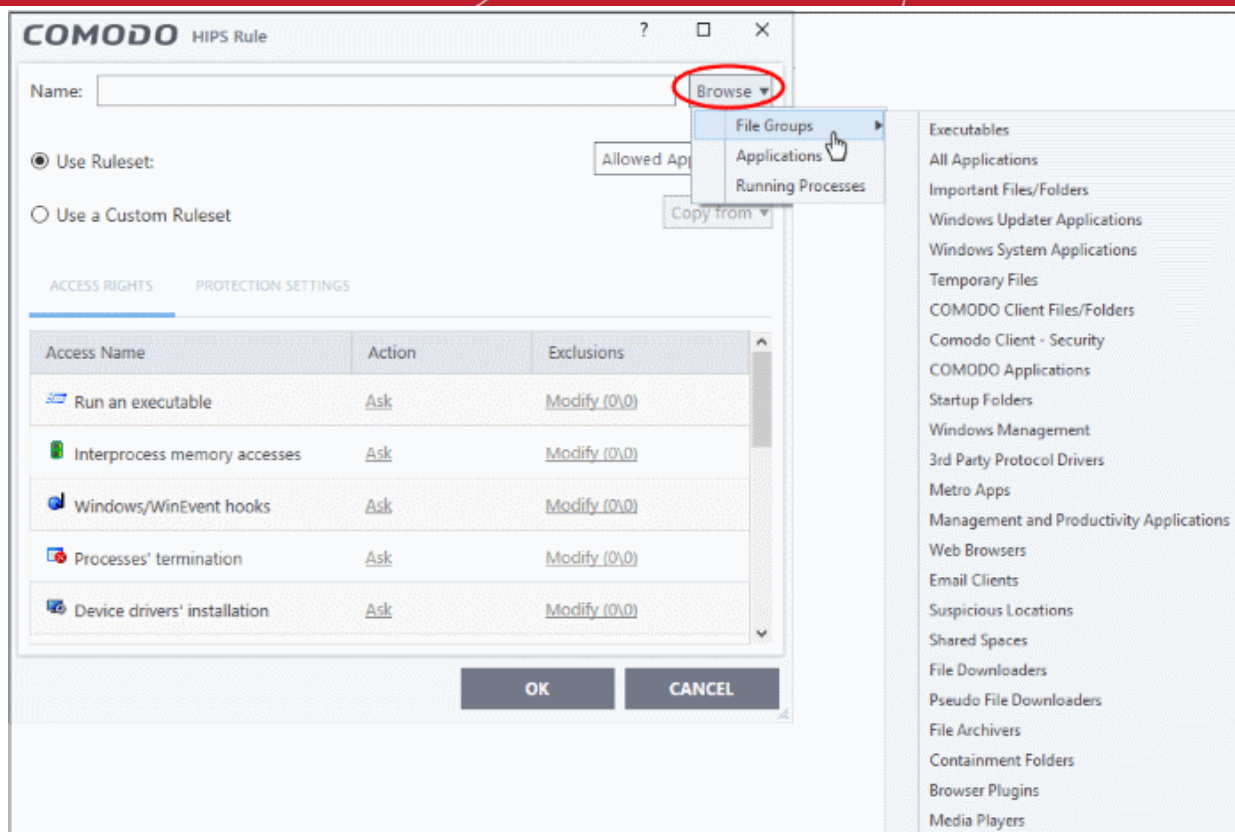 COMODO HIPS Rule ?
Name: Browse
File Groups
Applications
Running Processes
Use Ruleset: Allowed App
Use a Custom Ruleset Copy from
ACCESS RIGHTS PROTECTION SETTINGS
Access Name Action Exclusions
Run an executable Ask Modify (0\0)
Interprocess memory accesses Ask Modify (0\0)
Windows/WinEvent hooks Ask Modify (0\0)
Processes' termination Ask Modify (0\0)
Device drivers' installation Ask Modify (0\0)
OK CANCEL
Executables
All Applications
Important Files/Folders
Windows Updater Applications
Windows System Applications
Temporary Files
COMODO Client Files/Folders
Comodo Client - Security
COMODO Applications
Startup Folders
Windows Management
3rd Party Protocol Drivers
Metro Apps
Management and Productivity Applications
Web Browsers
Email Clients
Suspicious Locations
Shared Spaces
File Downloaders
Pseudo File Downloaders
File Archivers
Containment Folders
Browser Plugins
Media Players